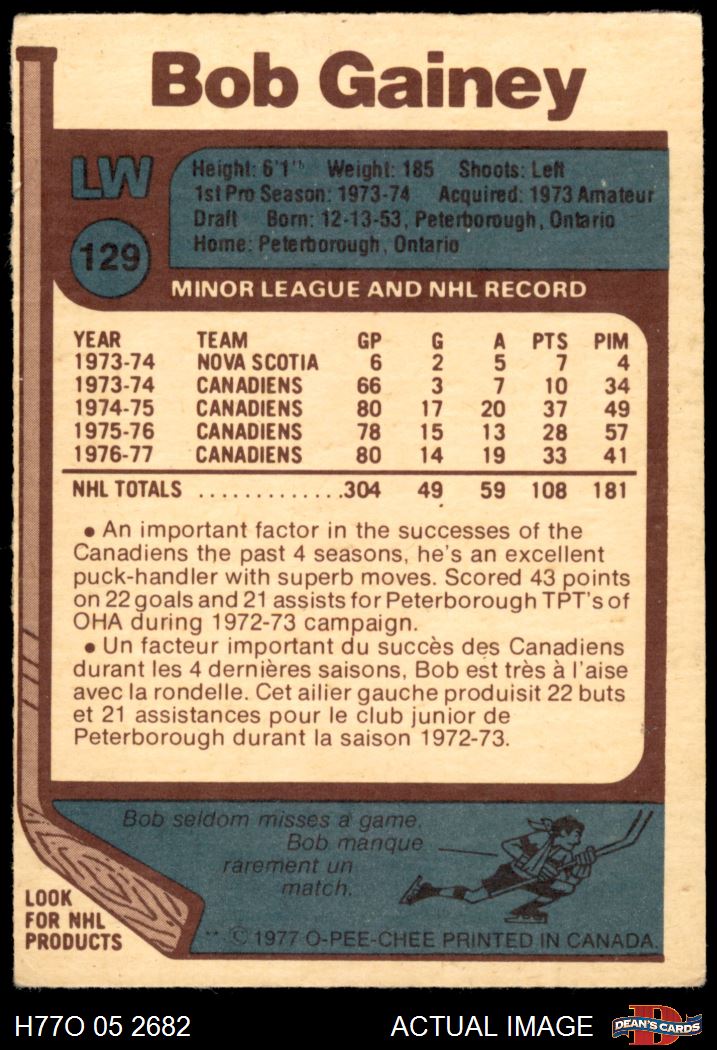 Bob Gainey
LW
129
Height: 6'1" Weight: 185 Shoots: Left
1st Pro Season: 1973-74 Acquired: 1973 Amateur
Draft Born: 12-13-53, Peterborough, Ontario
Home: Peterborough, Ontario
MINOR LEAGUE AND NHL RECORD
YEAR TEAM GP G A PTS PIM
1973-74 NOVA SCOTIA 6 2 5 7 4
1973-74 CANADIENS 66 3 7 10 34
1974-75 CANADIENS 80 17 20 37 49
1975-76 CANADIENS 78 15 13 28 57
1976-77 CANADIENS 80 14 19 33 41
NHL TOTALS .............304 49 59 108 181
• An important factor in the successes of the
Canadiens the past 4 seasons, he's an excellent
puck-handler with superb moves. Scored 43 points
on 22 goals and 21 assists for Peterborough TPT's of
OHA during 1972-73 campaign.
• Un facteur important du succès des Canadiens
durant les 4 dernières saisons, Bob est très à l'aise
avec la rondelle. Cet ailier gauche produisit 22 buts
et 21 assistances pour le club junior de
Peterborough durant la saison 1972-73.
Bob seldom misses a game.
Bob manque
rarement un
match.
LOOK
FOR NHL
PRODUCTS
** © 1977 O-PEE-CHEE PRINTED IN CANADA.
H77O 05 2682 ACTUAL IMAGE D DEAN'S CARDS